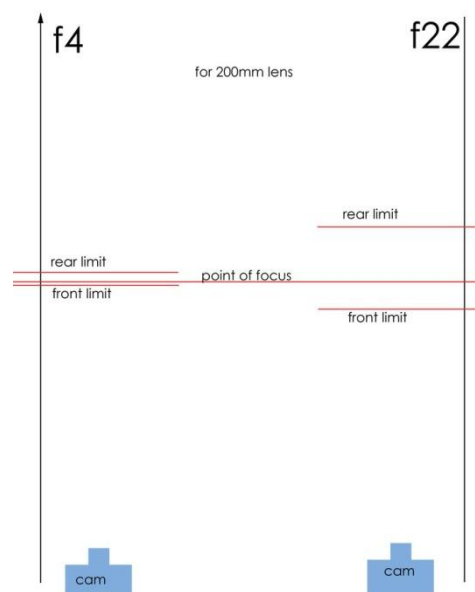 f4
f22
for 200mm lens
rear limit
rear limit
point of focus
front limit
front limit
cam
cam